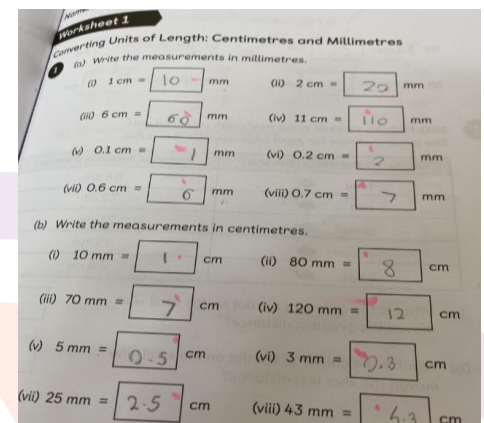 Name
Worksheet 1
Converting Units of Length: Centimetres and Millimetres
1 (a) Write the measurements in millimetres.
(i) 1 cm = 10 mm (ii) 2 cm = 20 mm
(iii) 6 cm = 60 mm (iv) 11 cm = 110 mm
(v) 0.1 cm = 1 mm (vi) 0.2 cm = 2 mm
(vii) 0.6 cm = 6 mm (viii) 0.7 cm = 7 mm
(b) Write the measurements in centimetres.
(i) 10 mm = 1 cm (ii) 80 mm = 8 cm
(iii) 70 mm = 7 cm (iv) 120 mm = 12 cm
(v) 5 mm = 0.5 cm (vi) 3 mm = 0.3 cm
(vii) 25 mm = 2.5 cm (viii) 43 mm = 4.3 cm